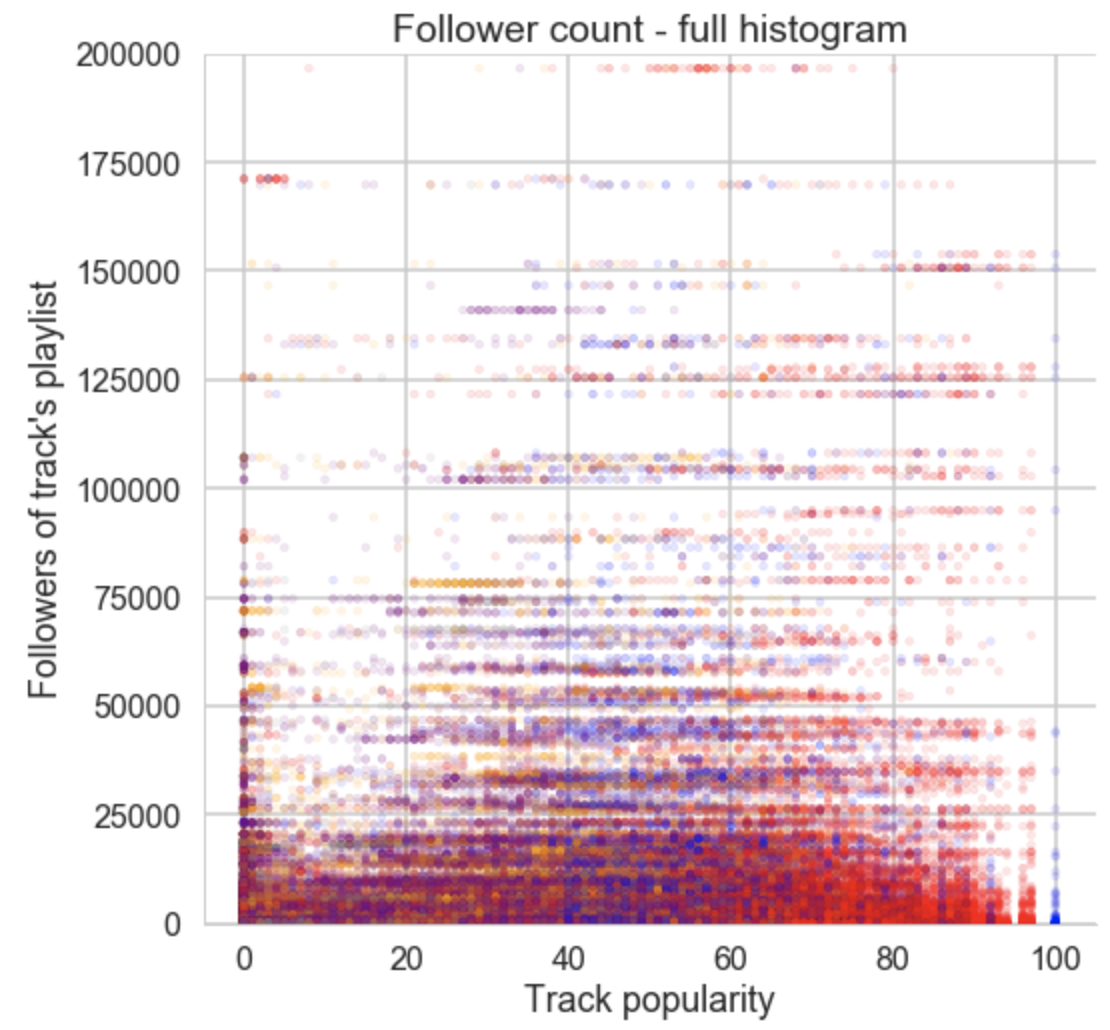 Follower count - full histogram
200000
175000
150000
125000
100000
75000
50000
25000
0
Followers of track's playlist
0 20 40 60 80 100
Track popularity